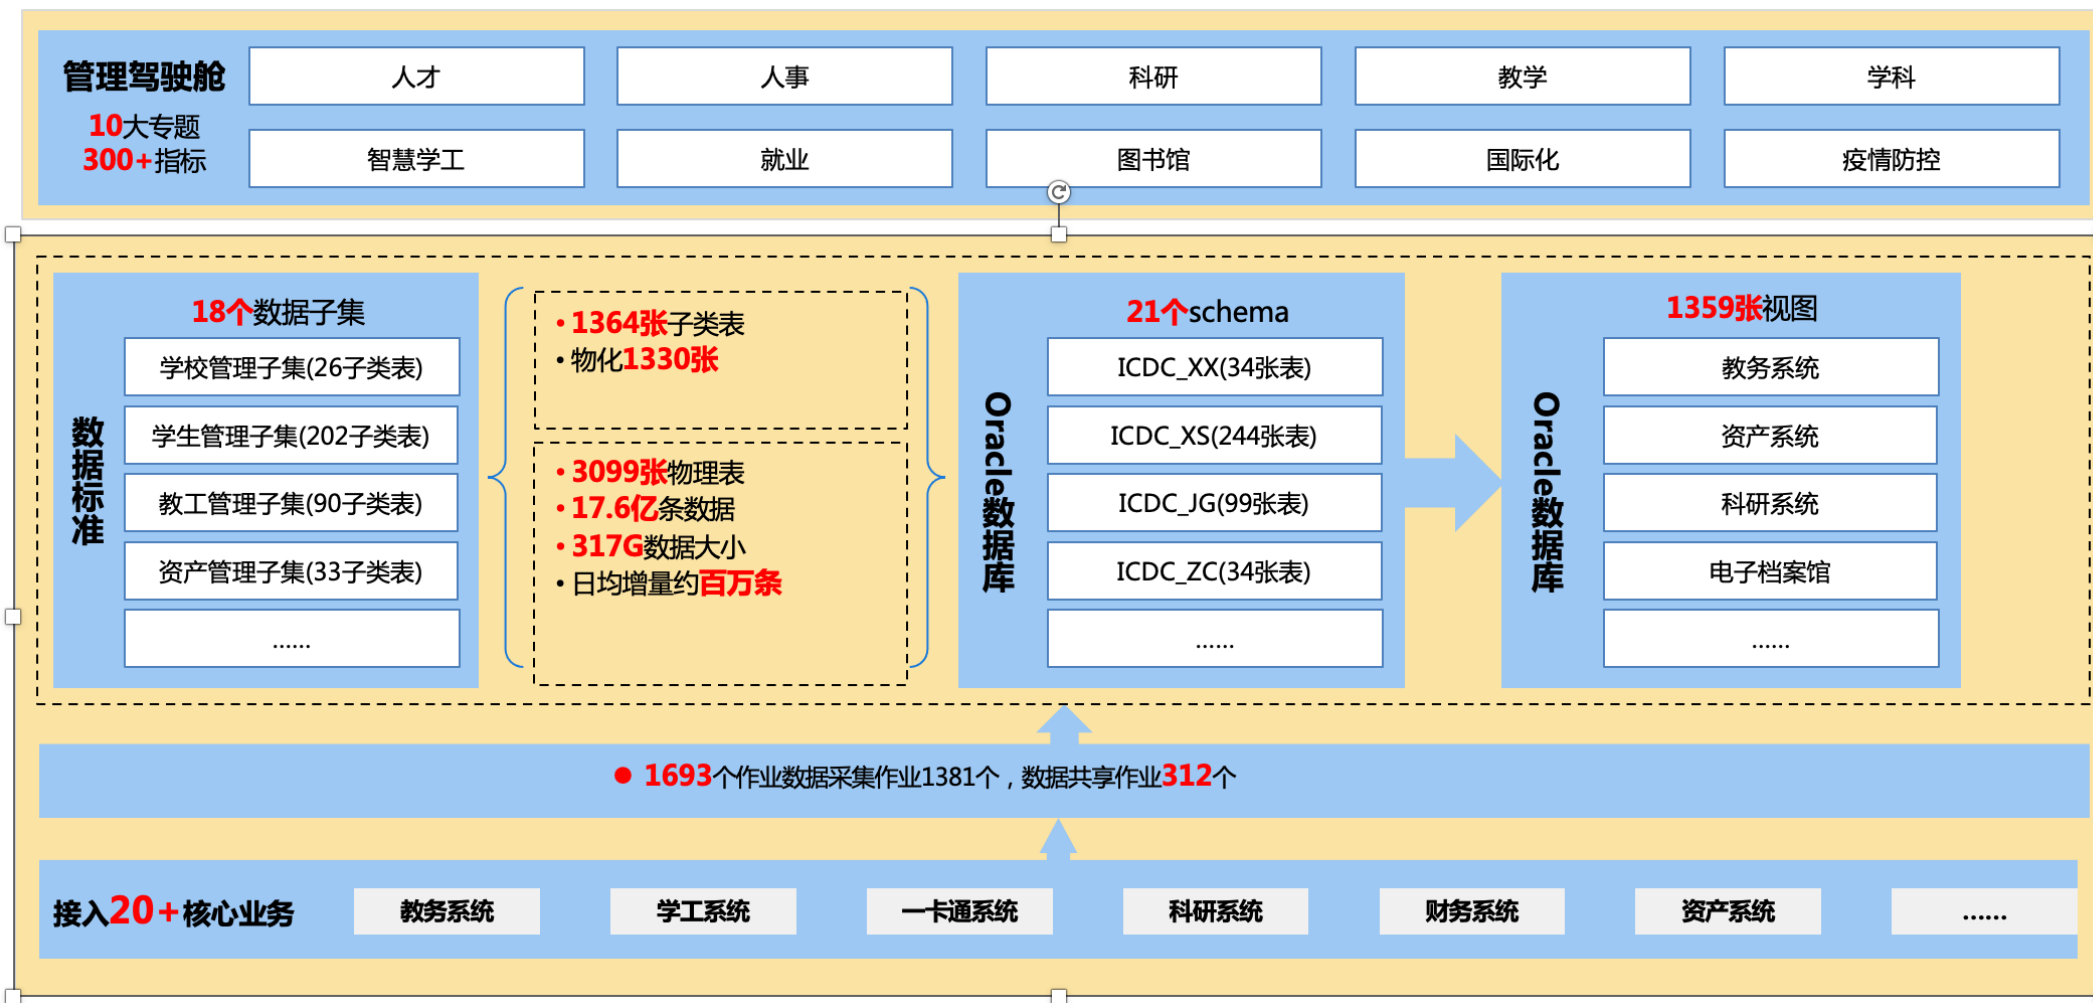 管理驾驶舱
10大专题
300+指标
人才
人事
科研
教学
学科
智慧学工
就业
图书馆
国际化
疫情防控
数据标准
18个数据子集
学校管理子集(26子类表)
学生管理子集(202子类表)
教工管理子集(90子类表)
资产管理子集(33子类表)
......
• 1364张子类表
• 物化1330张
• 3099张物理表
• 17.6亿条数据
• 317G数据大小
• 日均增量约百万条
Oracle数据库
21个schema
ICDC_XX(34张表)
ICDC_XS(244张表)
ICDC_JG(99张表)
ICDC_ZC(34张表)
......
Oracle数据库
1359张视图
教务系统
资产系统
科研系统
电子档案馆
......
● 1693个作业数据采集作业1381个，数据共享作业312个
接入20+核心业务
教务系统
学工系统
一卡通系统
科研系统
财务系统
资产系统
......